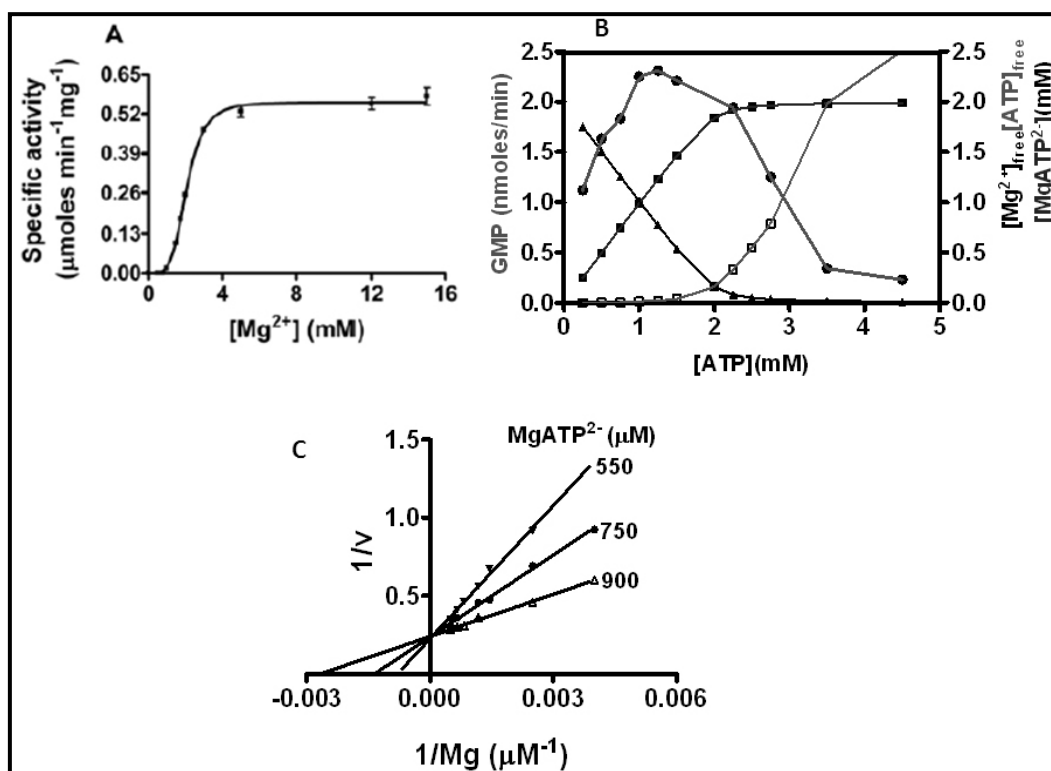 A
Specific activity
(μmoles min⁻¹mg⁻¹)
0.65
0.52
0.39
0.26
0.13
0.00
0 4 8 12 16
[Mg²⁺] (mM)
B
GMP (nmoles/min)
2.5
2.0
1.5
1.0
0.5
0.0
0 1 2 3 4 5
[ATP](mM)
2.5
2.0
1.5
1.0
0.5
0.0
[Mg²⁺]free[ATP]free
[MgATP²⁻](mM)
C
MgATP²⁻ (μM)
550
750
900
1/v
1.5
1.0
0.5
-0.003 0.000 0.003 0.006
1/Mg (μM⁻¹)